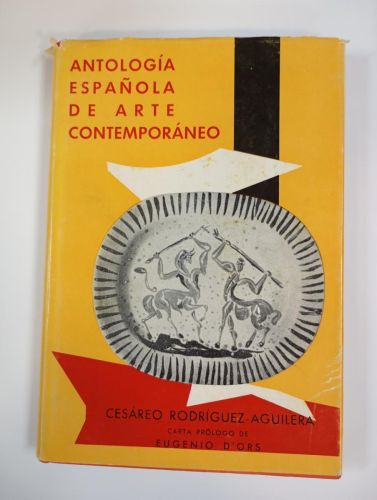 ANTOLOGÍA
ESPAÑOLA
DE ARTE
CONTEMPORÁNEO
CESÁREO RODRÍGUEZ-AGUILERA
CARTA PRÓLOGO DE
EUGENIO D'ORS